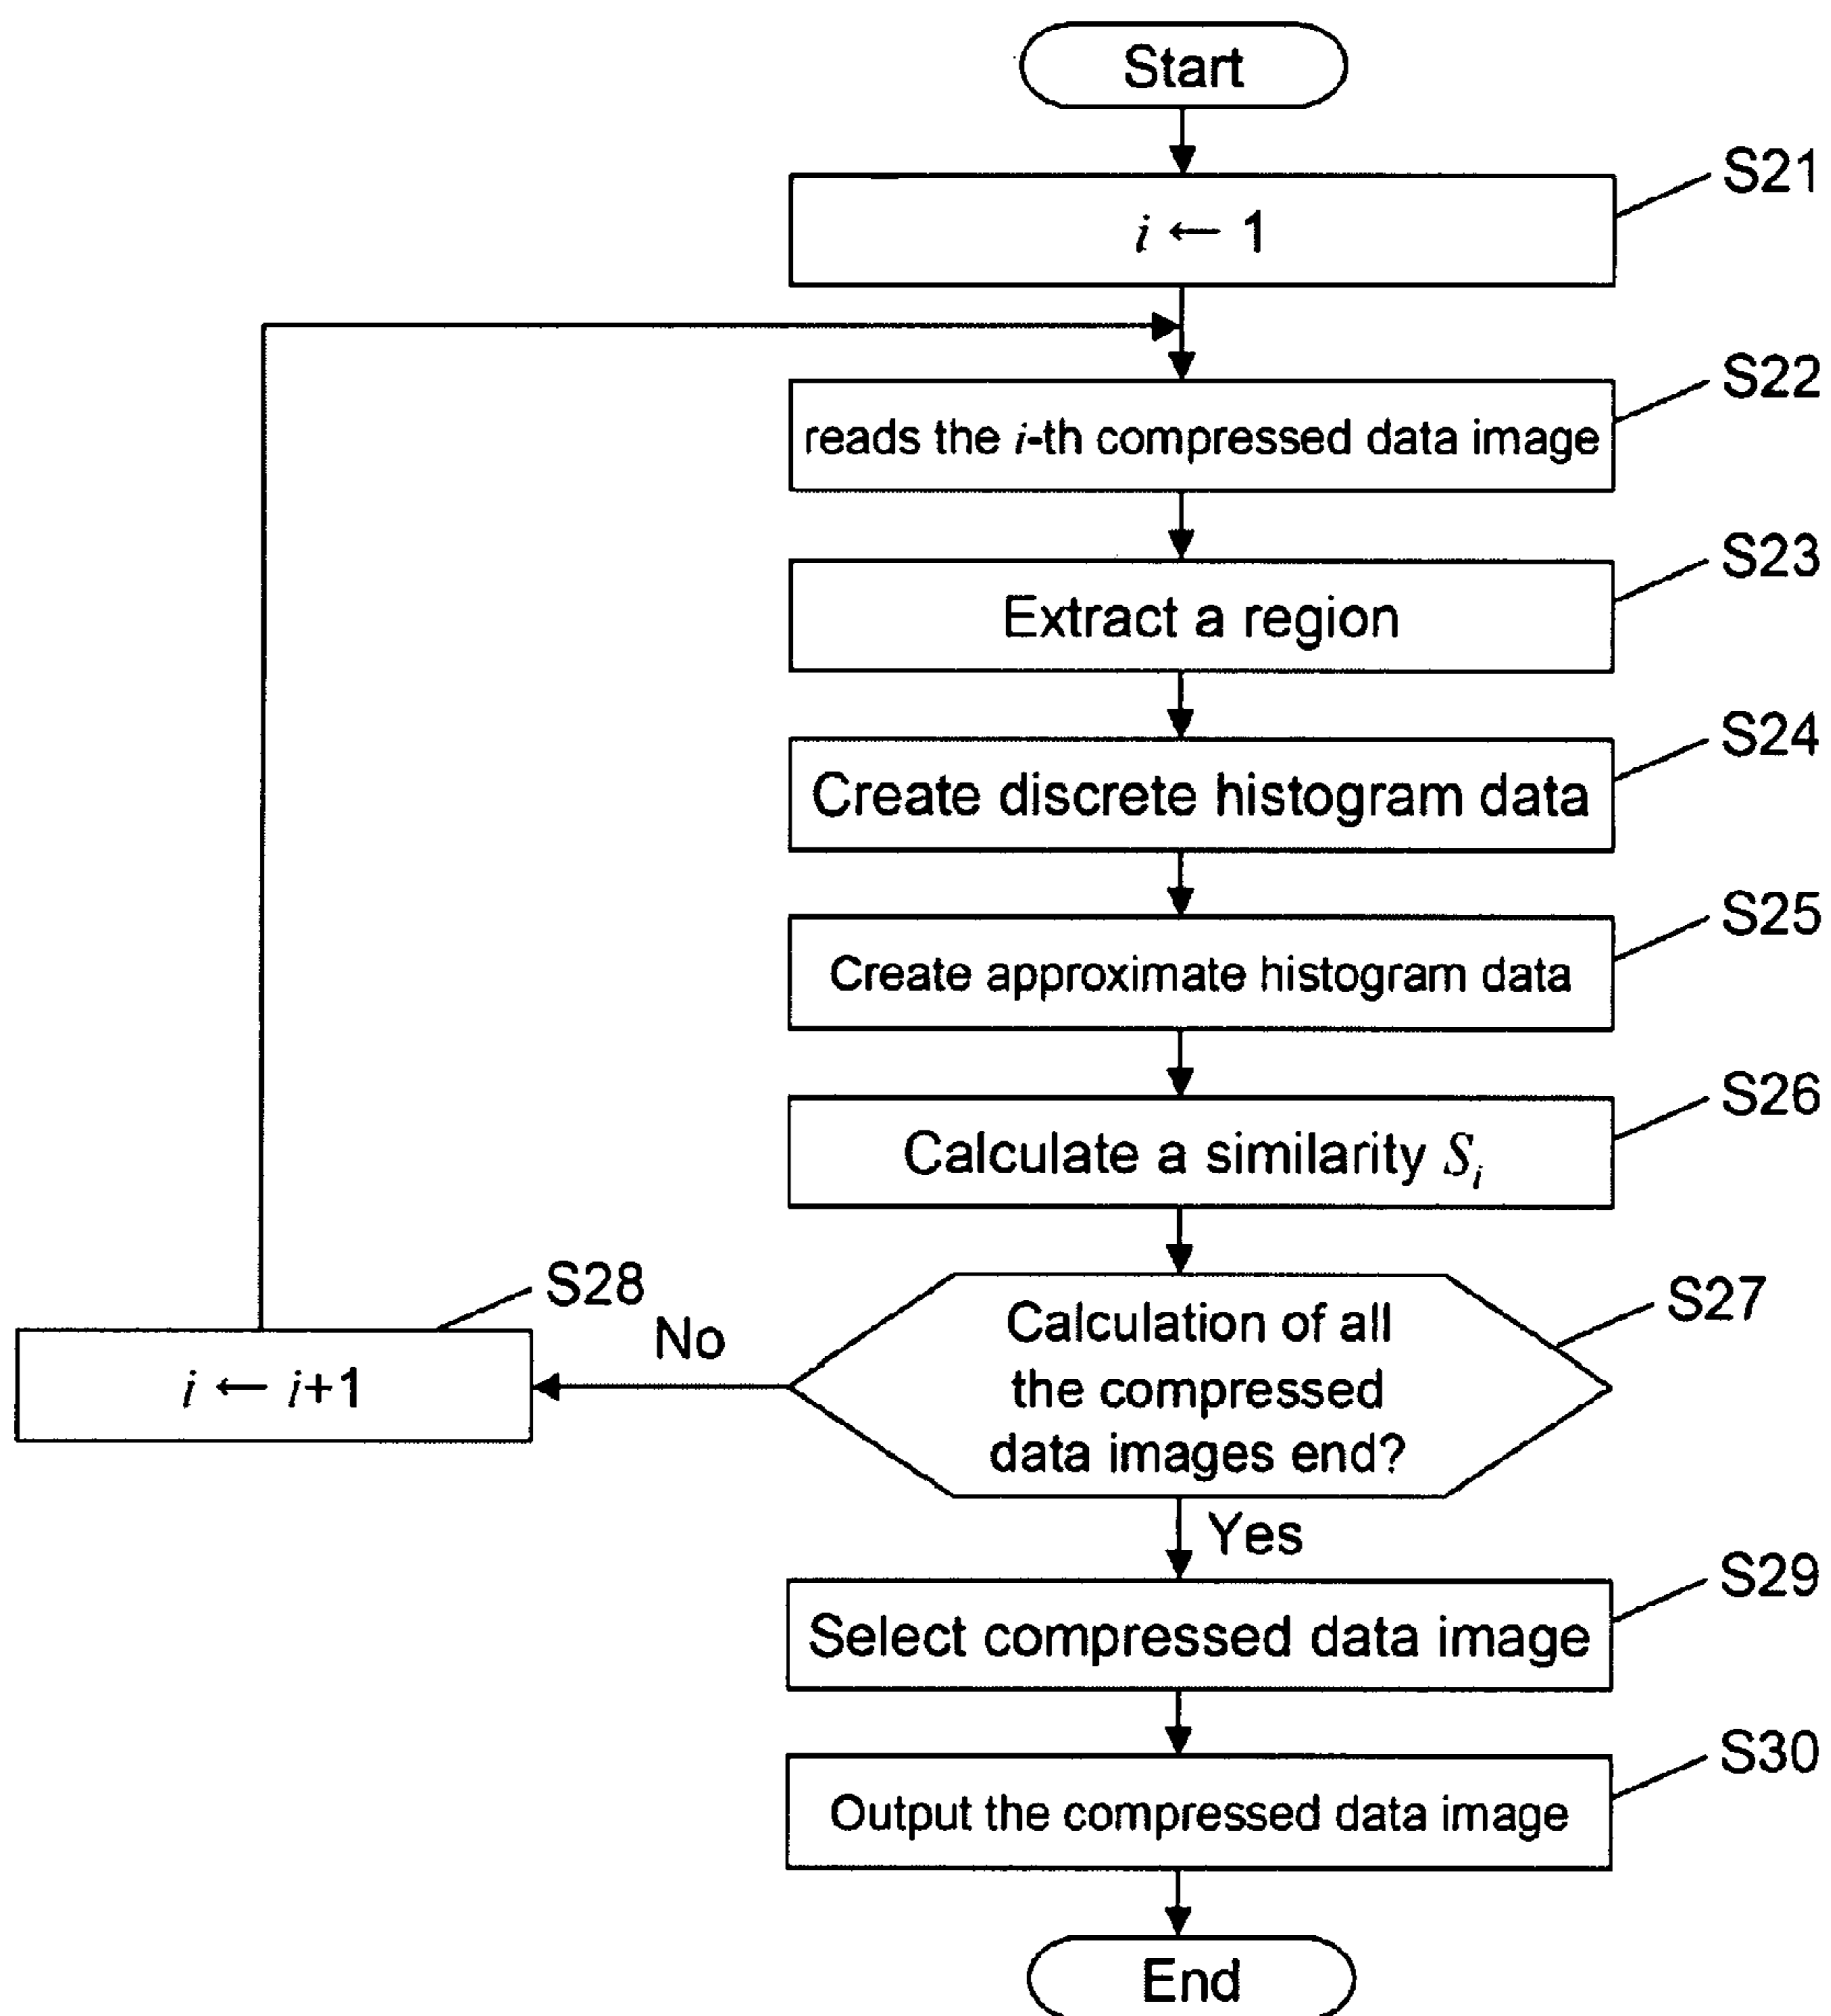 Start
S21
i ← 1
S22
reads the i-th compressed data image
S23
Extract a region
S24
Create discrete histogram data
S25
Create approximate histogram data
S26
Calculate a similarity Si
S27
Calculation of all
the compressed
data images end?
No
S28
i ← i+1
Yes
S29
Select compressed data image
S30
Output the compressed data image
End